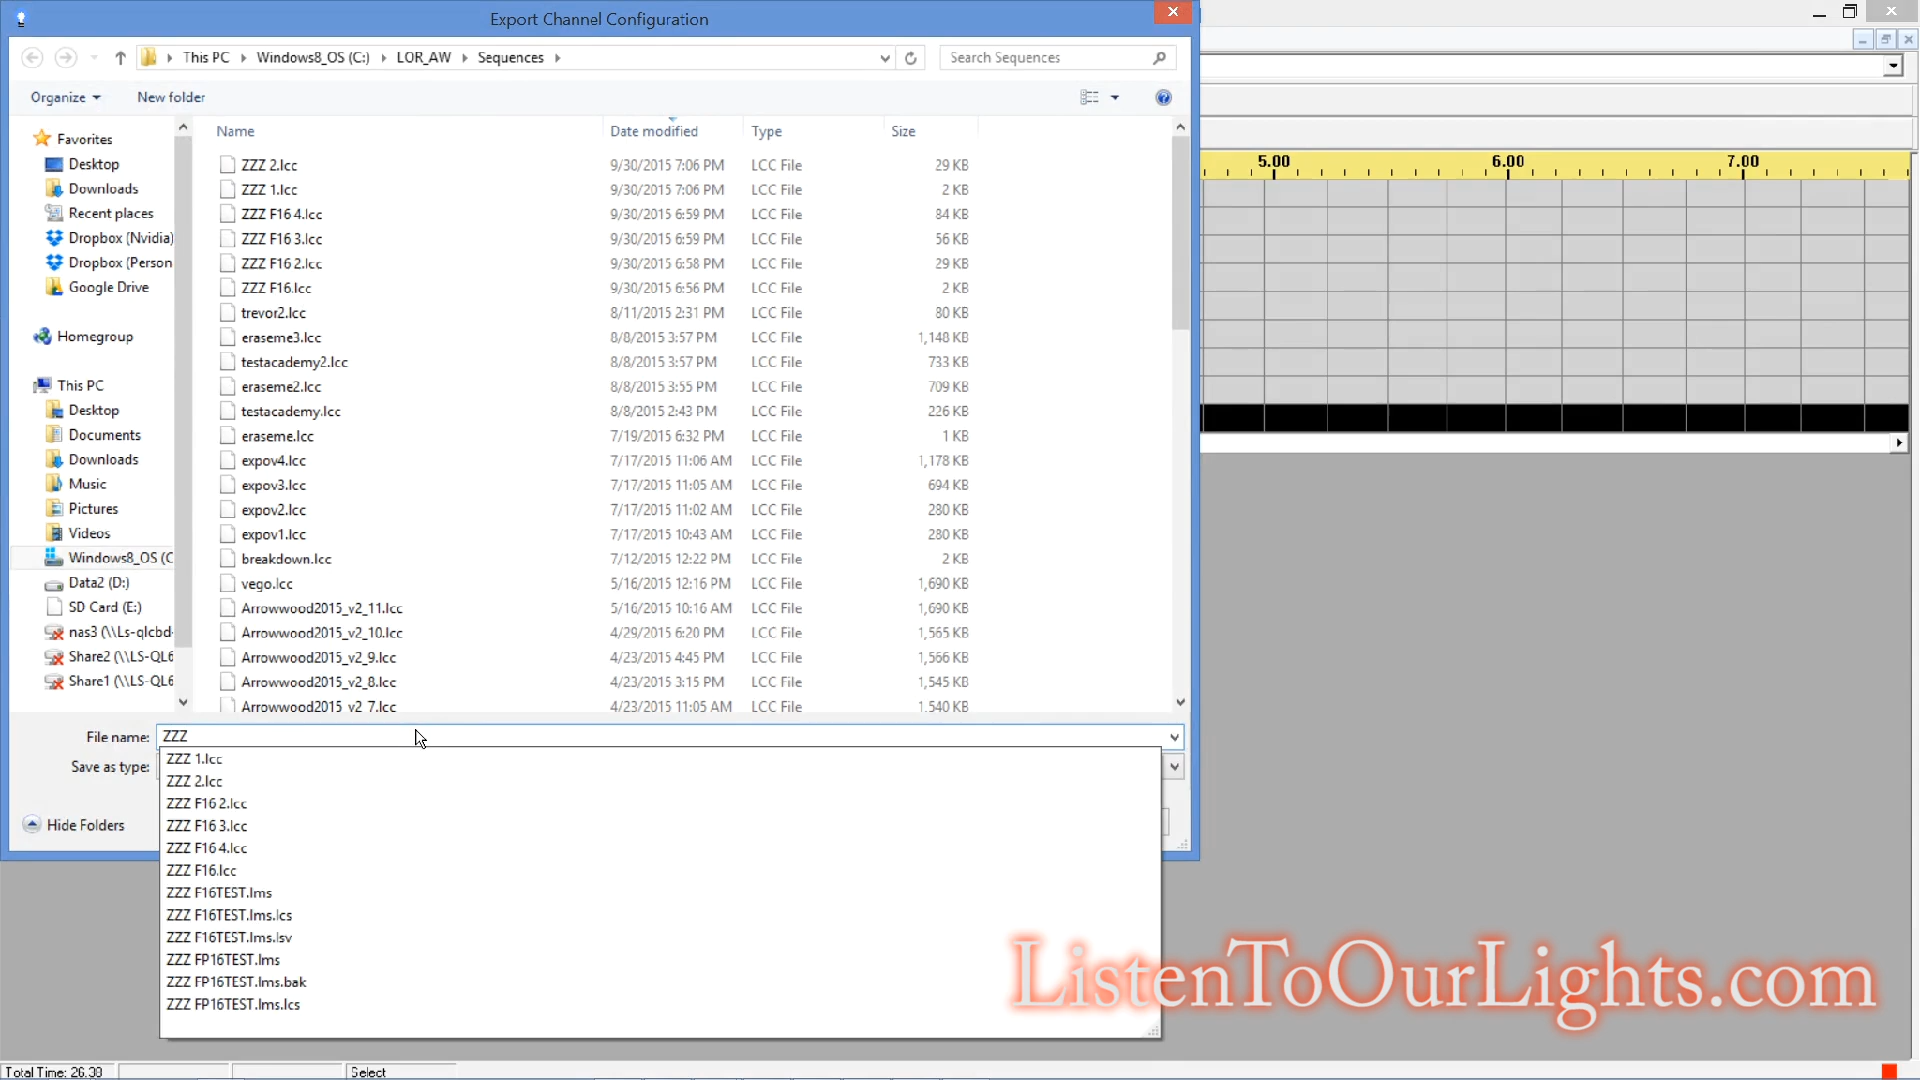 Export Channel Configuration
This PC Windows8_OS (C:) LOR_AW Sequences
Search Sequences
Organize New folder
Name Date modified Type Size
Favorites
Desktop
Downloads
Recent places
Dropbox (Nvidia)
Dropbox (Person
Google Drive
Homegroup
This PC
Desktop
Documents
Downloads
Music
Pictures
Videos
Windows8_OS (C
Data2 (D:)
SD Card (E:)
nas3 (\\Ls-qlcbd-
Share2 (\\LS-QL6
Share1 (\\LS-QL6
ZZZ 2.lcc 9/30/2015 7:06 PM LCC File 29 KB
ZZZ 1.lcc 9/30/2015 7:06 PM LCC File 2 KB
ZZZ F16 4.lcc 9/30/2015 6:59 PM LCC File 84 KB
ZZZ F16 3.lcc 9/30/2015 6:59 PM LCC File 56 KB
ZZZ F16 2.lcc 9/30/2015 6:58 PM LCC File 29 KB
ZZZ F16.lcc 9/30/2015 6:56 PM LCC File 2 KB
trevor2.lcc 8/11/2015 2:31 PM LCC File 80 KB
eraseme3.lcc 8/8/2015 3:57 PM LCC File 1,148 KB
testacademy2.lcc 8/8/2015 3:57 PM LCC File 733 KB
eraseme2.lcc 8/8/2015 3:55 PM LCC File 709 KB
testacademy.lcc 8/8/2015 2:43 PM LCC File 226 KB
eraseme.lcc 7/19/2015 6:32 PM LCC File 1 KB
expov4.lcc 7/17/2015 11:06 AM LCC File 1,178 KB
expov3.lcc 7/17/2015 11:05 AM LCC File 694 KB
expov2.lcc 7/17/2015 11:02 AM LCC File 280 KB
expov1.lcc 7/17/2015 10:43 AM LCC File 280 KB
breakdown.lcc 7/12/2015 12:22 PM LCC File 2 KB
vego.lcc 5/16/2015 12:16 PM LCC File 1,690 KB
Arrowwood2015_v2_11.lcc 5/16/2015 10:16 AM LCC File 1,690 KB
Arrowwood2015_v2_10.lcc 4/29/2015 6:20 PM LCC File 1,565 KB
Arrowwood2015_v2_9.lcc 4/23/2015 4:45 PM LCC File 1,566 KB
Arrowwood2015_v2_8.lcc 4/23/2015 3:15 PM LCC File 1,545 KB
Arrowwood2015_v2_7.lcc 4/23/2015 11:05 AM LCC File 1,540 KB
5.00 6.00 7.00
File name: ZZZ
Save as type:
Hide Folders
ZZZ 1.lcc
ZZZ 2.lcc
ZZZ F16 2.lcc
ZZZ F16 3.lcc
ZZZ F16 4.lcc
ZZZ F16.lcc
ZZZ F16TEST.lms
ZZZ F16TEST.lms.lcs
ZZZ F16TEST.lms.lsv
ZZZ FP16TEST.lms
ZZZ FP16TEST.lms.bak
ZZZ FP16TEST.lms.lcs
ListenToOurLights.com
Total Time: 26.30 Select